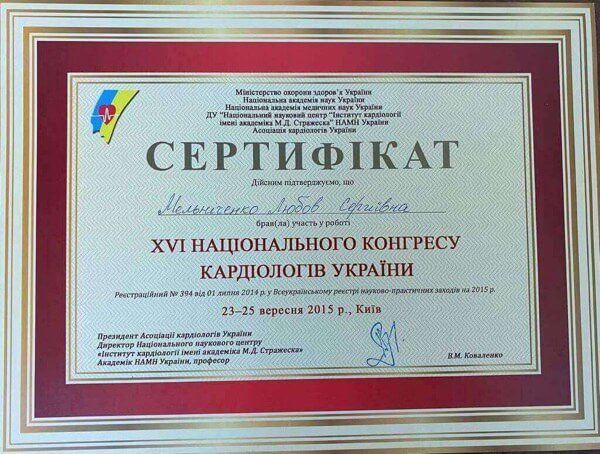 Міністерство охорони здоров'я України
Національна академія наук України
Національна академія медичних наук України
ДУ "Національний науковий центр "Інститут кардіології
імені академіка М.Д. Стражеска" НАМН України
Асоціація кардіологів України
СЕРТИФІКАТ
Дійсним підтверджуємо, що
Мельніченко Любов Сергіївна
брав(ла) участь у роботі
XVI НАЦІОНАЛЬНОГО КОНГРЕСУ
КАРДІОЛОГІВ УКРАЇНИ
Реєстраційний № 394 від 01 липня 2014 р. у Всеукраїнському реєстрі науково-практичних заходів на 2015 р.
23–25 вересня 2015 р., Київ
Президент Асоціації кардіологів України
Директор Національного наукового центру
«Інститут кардіології імені академіка М.Д. Стражеска»
Академік НАМН України, професор
В.М. Коваленко